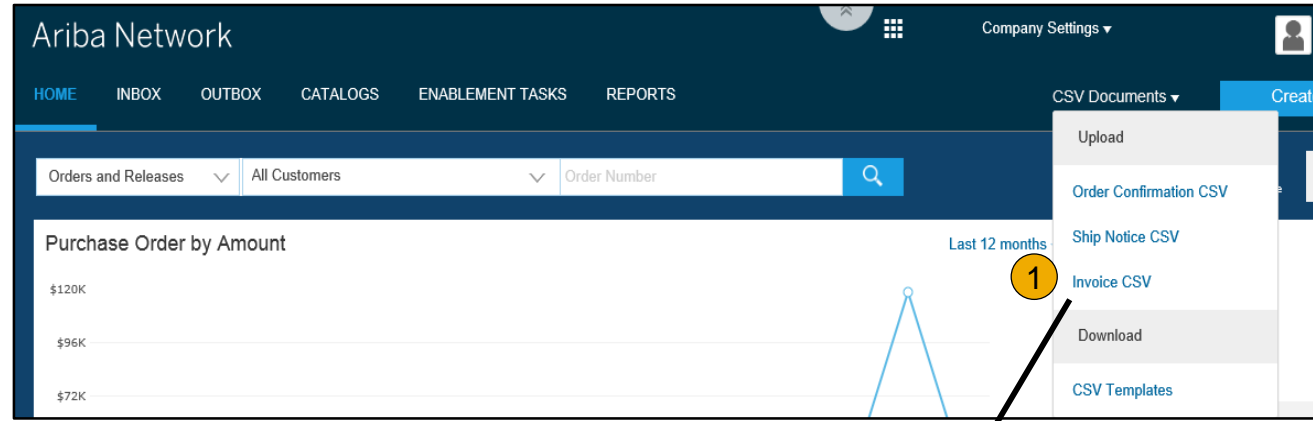 Ariba Network
Company Settings ▾
HOME INBOX OUTBOX CATALOGS ENABLEMENT TASKS REPORTS
CSV Documents ▾
Creat
Upload
Orders and Releases All Customers Order Number
Order Confirmation CSV
Purchase Order by Amount
Last 12 months
Ship Notice CSV
1
Invoice CSV
$120K
Download
$96K
CSV Templates
$72K